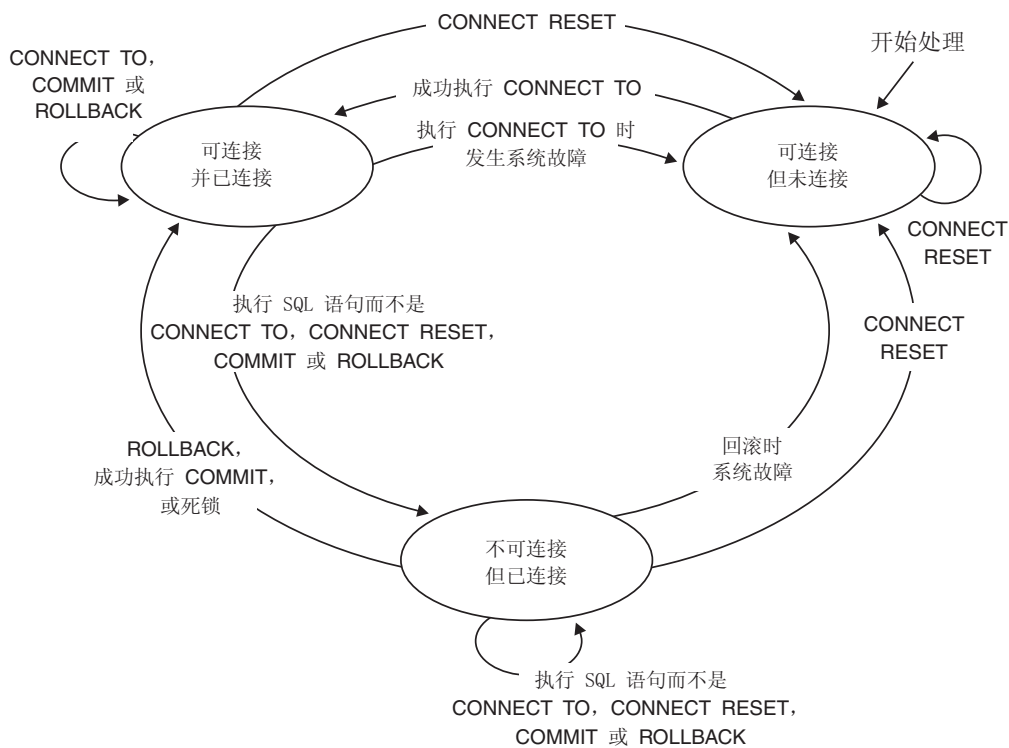 CONNECT RESET
开始处理
CONNECT TO，
COMMIT 或
ROLLBACK
成功执行 CONNECT TO
执行 CONNECT TO 时
发生系统故障
可连接
并已连接
可连接
但未连接
CONNECT
RESET
执行 SQL 语句而不是
CONNECT TO，CONNECT RESET，
COMMIT 或 ROLLBACK
CONNECT
RESET
ROLLBACK，
成功执行 COMMIT，
或死锁
回滚时
系统故障
不可连接
但已连接
执行 SQL 语句而不是
CONNECT TO，CONNECT RESET，
COMMIT 或 ROLLBACK